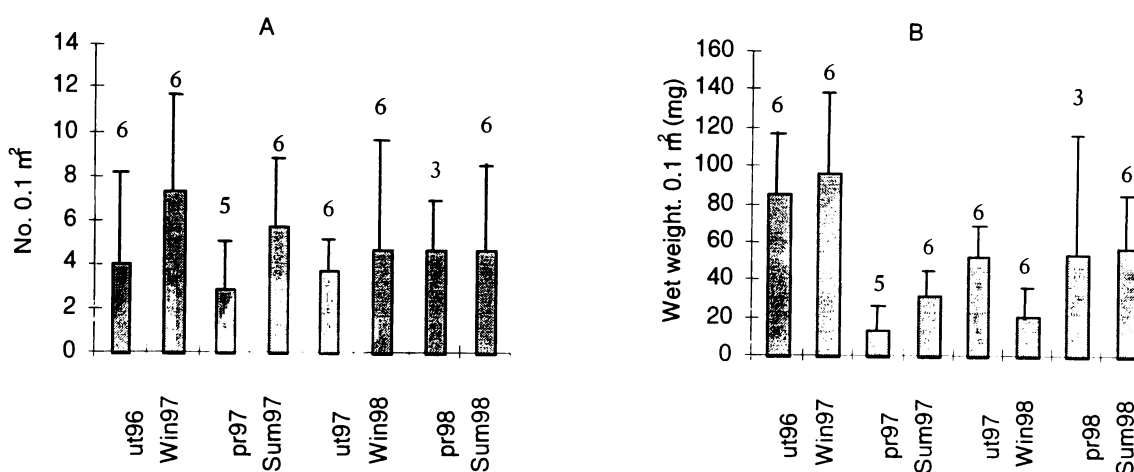 A
No. 0.1 m²
14
12
10
8
6
4
2
0
6
6
5
6
6
6
3
6
ut96
Win97
pr97
Sum97
ut97
Win98
pr98
Sum98
B
Wet weight. 0.1 m² (mg)
160
140
120
100
80
60
40
20
0
6
6
5
6
6
6
3
6
ut96
Win97
pr97
Sum97
ut97
Win98
pr98
Sum98